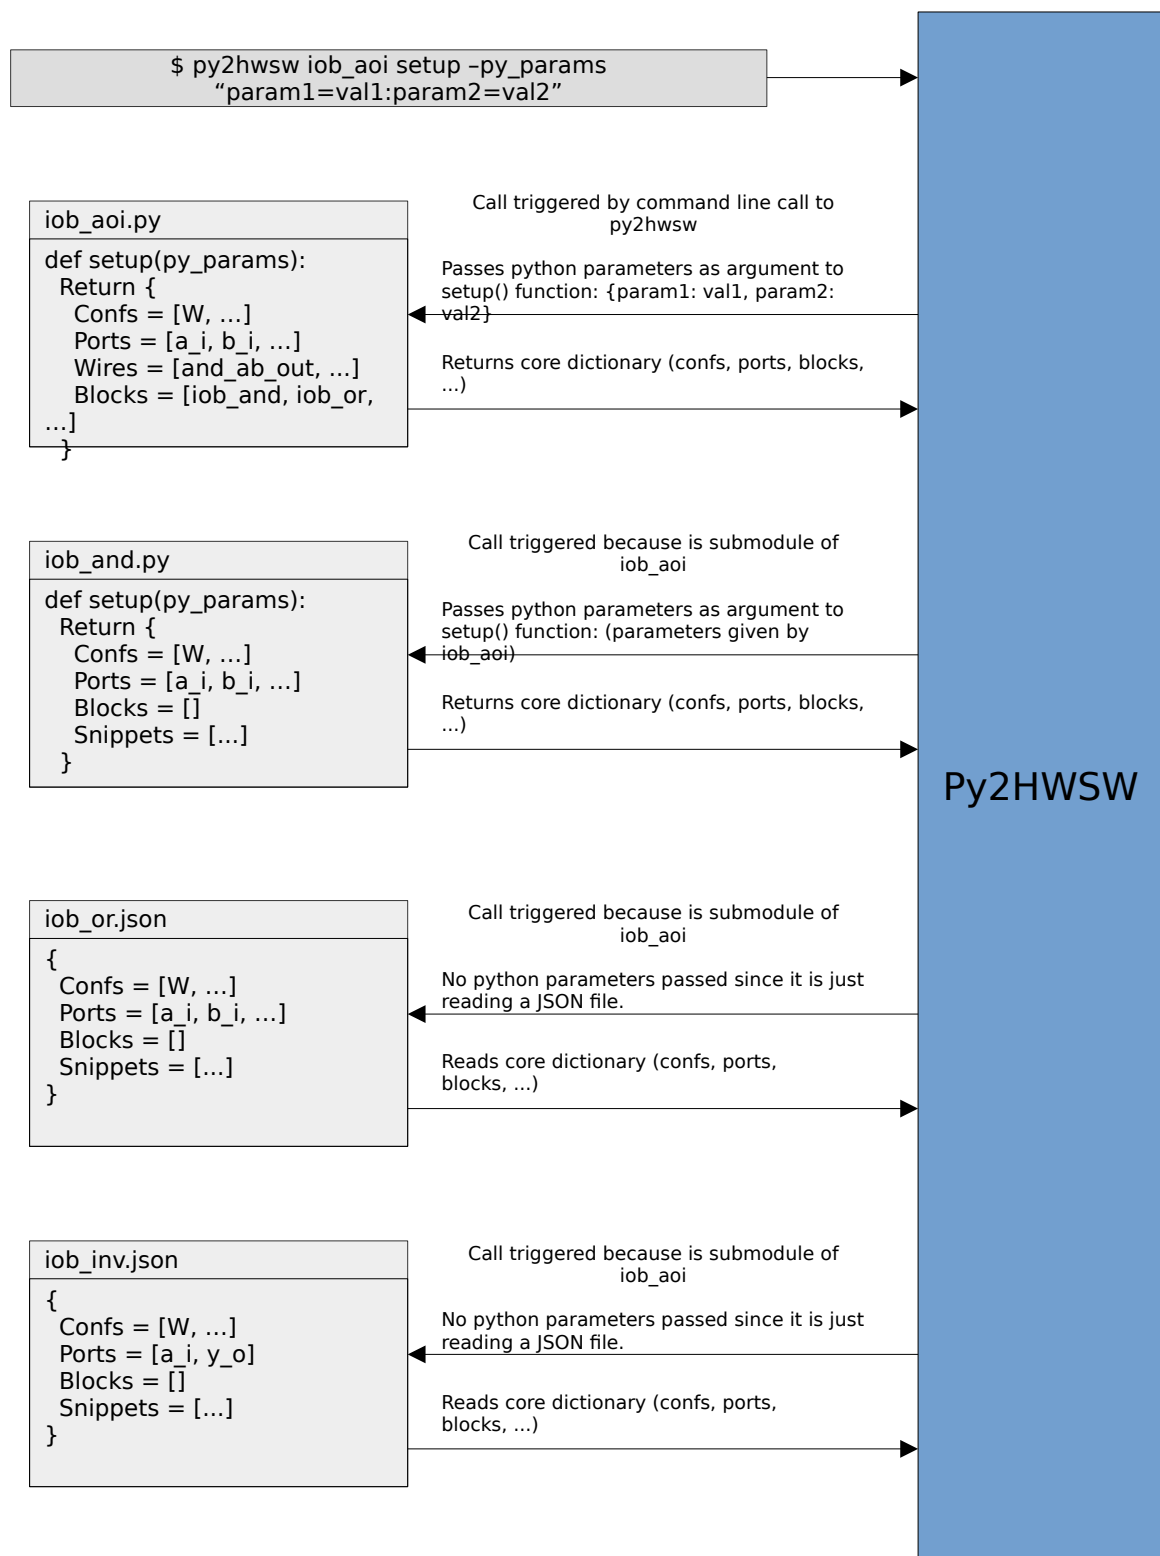 $ py2hwsw iob_aoi setup –py_params
“param1=val1:param2=val2”
iob_aoi.py
def setup(py_params):
Return {
Confs = [W, …]
Ports = [a_i, b_i, …]
Wires = [and_ab_out, ...]
Blocks = [iob_and, iob_or,
…]
}
Call triggered by command line call to
py2hwsw
Passes python parameters as argument to
setup() function: {param1: val1, param2:
val2}
Returns core dictionary (confs, ports, blocks,
…)
iob_and.py
def setup(py_params):
Return {
Confs = [W, …]
Ports = [a_i, b_i, …]
Blocks = []
Snippets = [...]
}
Call triggered because is submodule of
iob_aoi
Passes python parameters as argument to
setup() function: (parameters given by
iob_aoi)
Returns core dictionary (confs, ports, blocks,
…)
Py2HWSW
iob_or.json
{
Confs = [W, …]
Ports = [a_i, b_i, …]
Blocks = []
Snippets = [...]
}
Call triggered because is submodule of
iob_aoi
No python parameters passed since it is just
reading a JSON file.
Reads core dictionary (confs, ports,
blocks, …)
iob_inv.json
{
Confs = [W, …]
Ports = [a_i, y_o]
Blocks = []
Snippets = [...]
}
Call triggered because is submodule of
iob_aoi
No python parameters passed since it is just
reading a JSON file.
Reads core dictionary (confs, ports,
blocks, …)